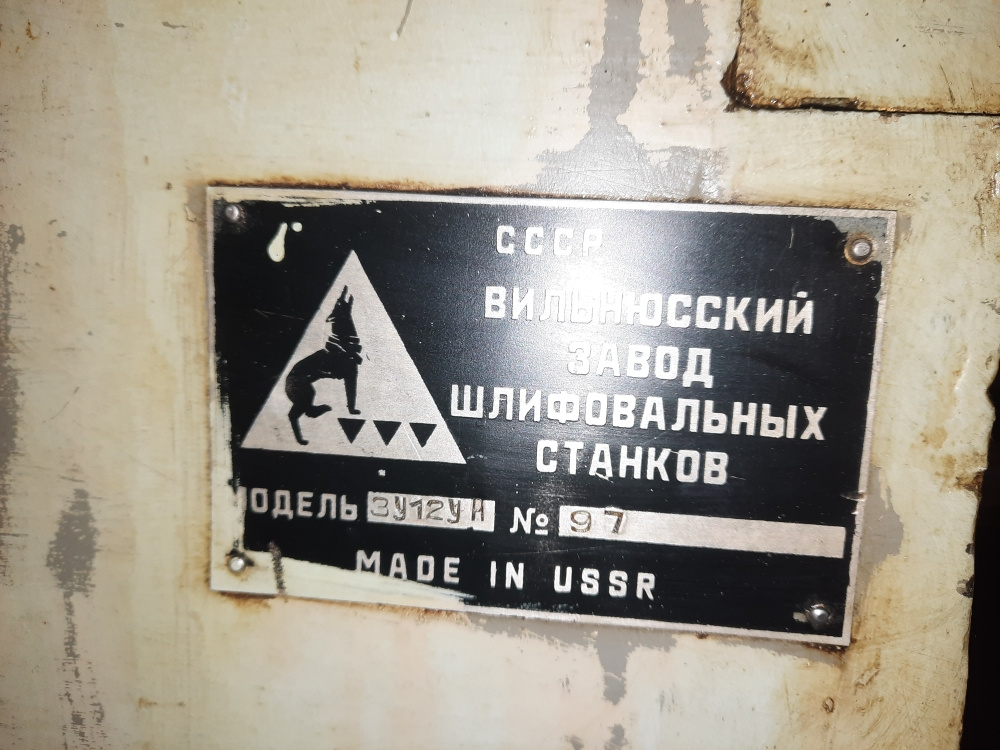 СССР
ВИЛЬНЮССКИЙ
ЗАВОД
ШЛИФОВАЛЬНЫХ
СТАНКОВ
МОДЕЛЬ 3У12УН № 97
MADE IN USSR